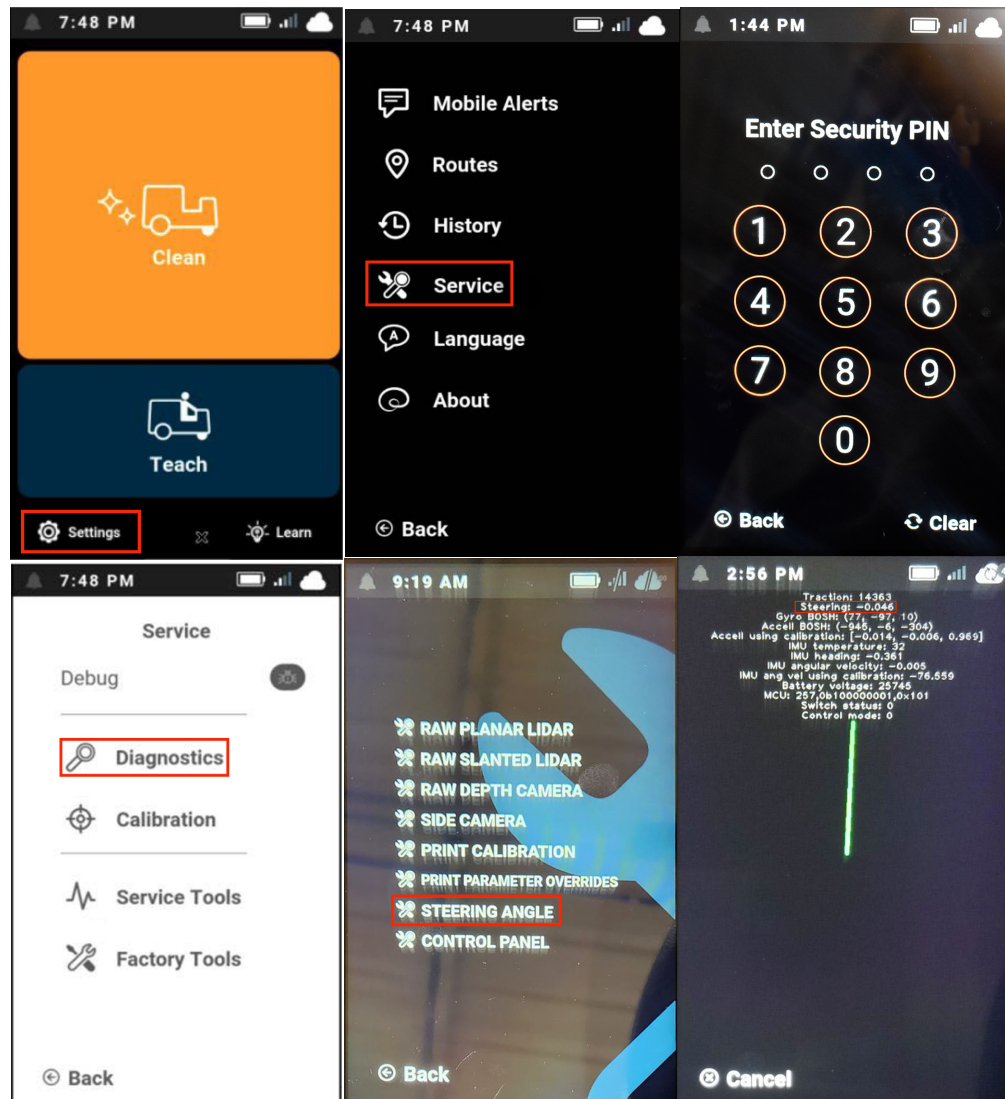 7:48 PM
Clean
Teach
Settings
Learn
7:48 PM
Mobile Alerts
Routes
History
Service
Language
About
Back
1:44 PM
Enter Security PIN
1 2 3
4 5 6
7 8 9
0
Back
Clear
7:48 PM
Service
Debug
Diagnostics
Calibration
Service Tools
Factory Tools
Back
9:19 AM
RAW PLANAR LIDAR
RAW SLANTED LIDAR
RAW DEPTH CAMERA
SIDE CAMERA
PRINT CALIBRATION
PRINT PARAMETER OVERRIDES
STEERING ANGLE
CONTROL PANEL
Back
2:56 PM
Traction: 14363
Steering: -0.046
Gyro BOSH: (77, -97, 10)
Accell BOSH: (-945, -6, -304)
Accell using calibration: [-0.014, -0.006, 0.969]
IMU temperature: 32
IMU heading: -0.361
IMU angular velocity: -0.005
IMU ang vel using calibration: -76.559
Battery voltage: 25745
MCU: 257,0b100000001,0x101
Switch status: 0
Control mode: 0
Cancel